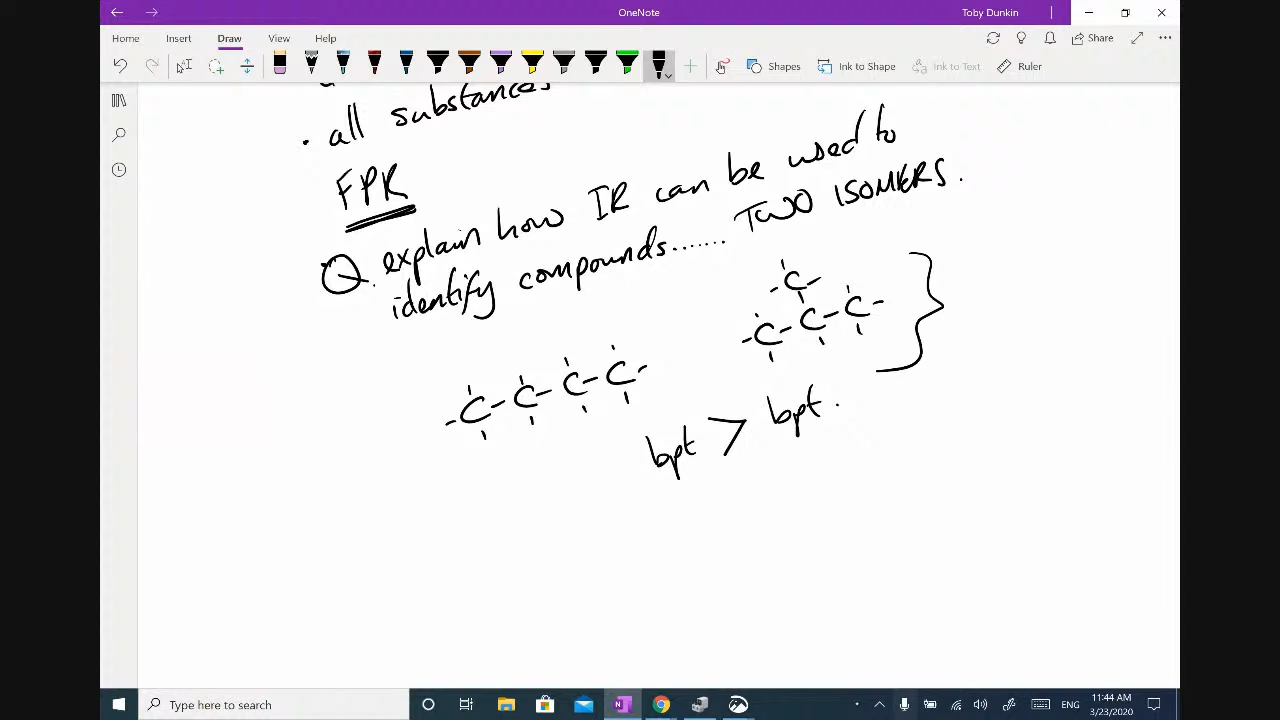 OneNote
Toby Dunkin
Home Insert Draw View Help
Share
Shapes Ink to Shape Ink to Text Ruler
. all substances
FPR
Q. explain how IR can be used to
identify compounds....... TWO ISOMERS.
C
C C C
C C C C
bpt > bpt.
Type here to search
ENG
11:44 AM
3/23/2020